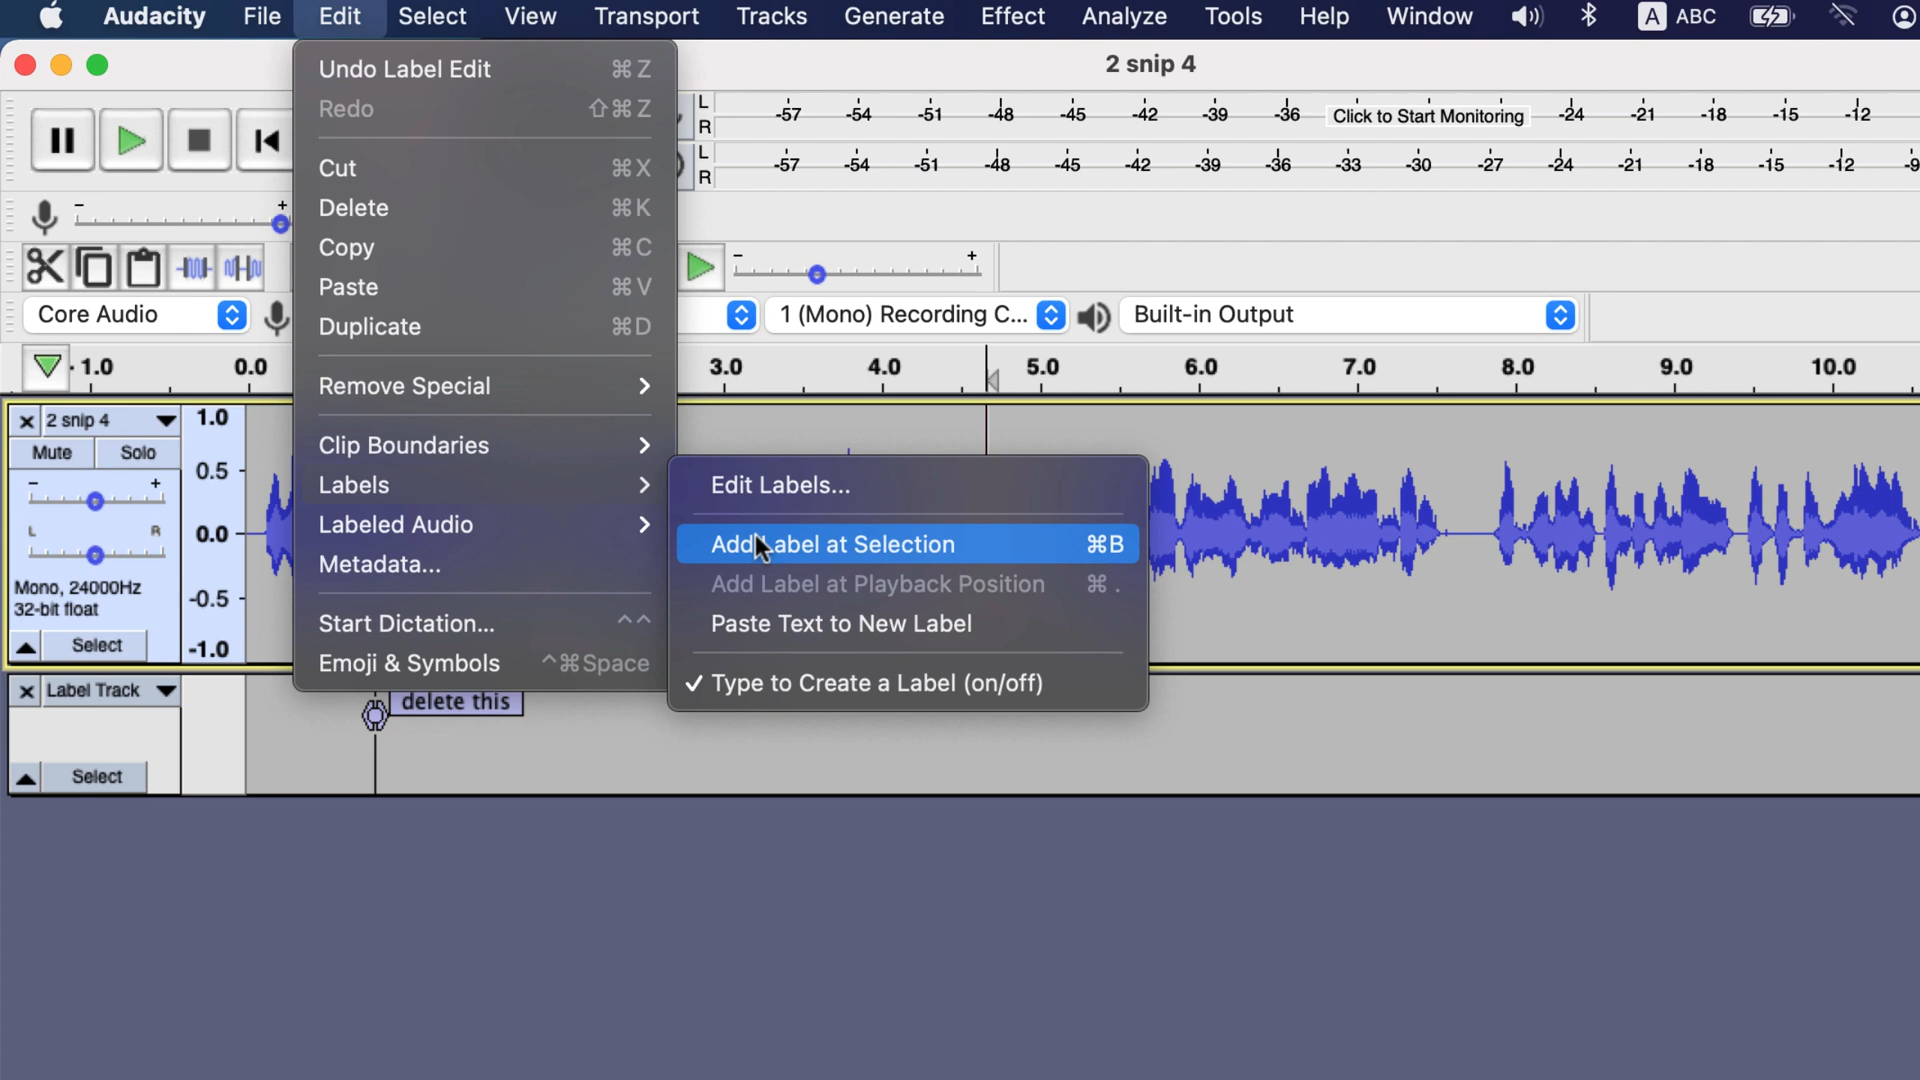 Audacity File Edit Select View Transport Tracks Generate Effect Analyze Tools Help Window A ABC
2 snip 4
Undo Label Edit ⌘Z
Redo ⇧⌘Z
Cut ⌘X
Delete ⌘K
Copy ⌘C
Paste ⌘V
Duplicate ⌘D
Remove Special
Clip Boundaries
Labels
Labeled Audio
Metadata...
Start Dictation... ^^
Emoji & Symbols ^⌘Space
L
R
-57 -54 -51 -48 -45 -42 -39 -36 Click to Start Monitoring -24 -21 -18 -15 -12
L
R
-57 -54 -51 -48 -45 -42 -39 -36 -33 -30 -27 -24 -21 -18 -15 -12 -9
- +
- +
Core Audio 1 (Mono) Recording C... Built-in Output
-1.0 0.0 3.0 4.0 5.0 6.0 7.0 8.0 9.0 10.0
2 snip 4
Mute Solo
- +
L R
Mono, 24000Hz
32-bit float
Select
1.0
0.5
0.0
-0.5
-1.0
Edit Labels...
Add Label at Selection ⌘B
Add Label at Playback Position ⌘.
Paste Text to New Label
✓ Type to Create a Label (on/off)
Label Track
delete this
Select